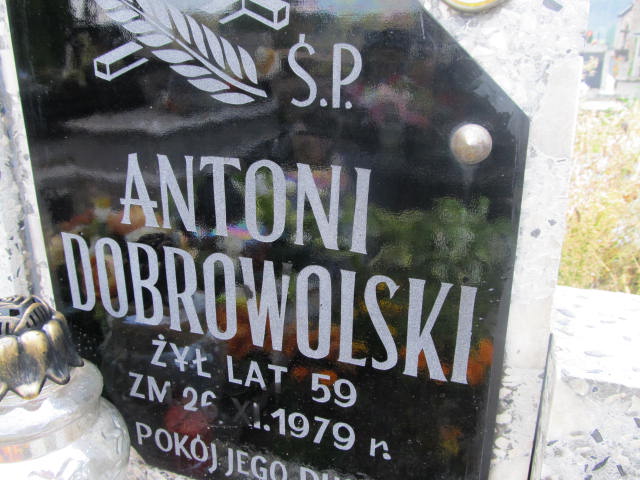 Ś.P.
ANTONI
DOBROWOLSKI
ŻYŁ LAT 59
ZM 26.XI.1979 r.
POKÓJ JEGO